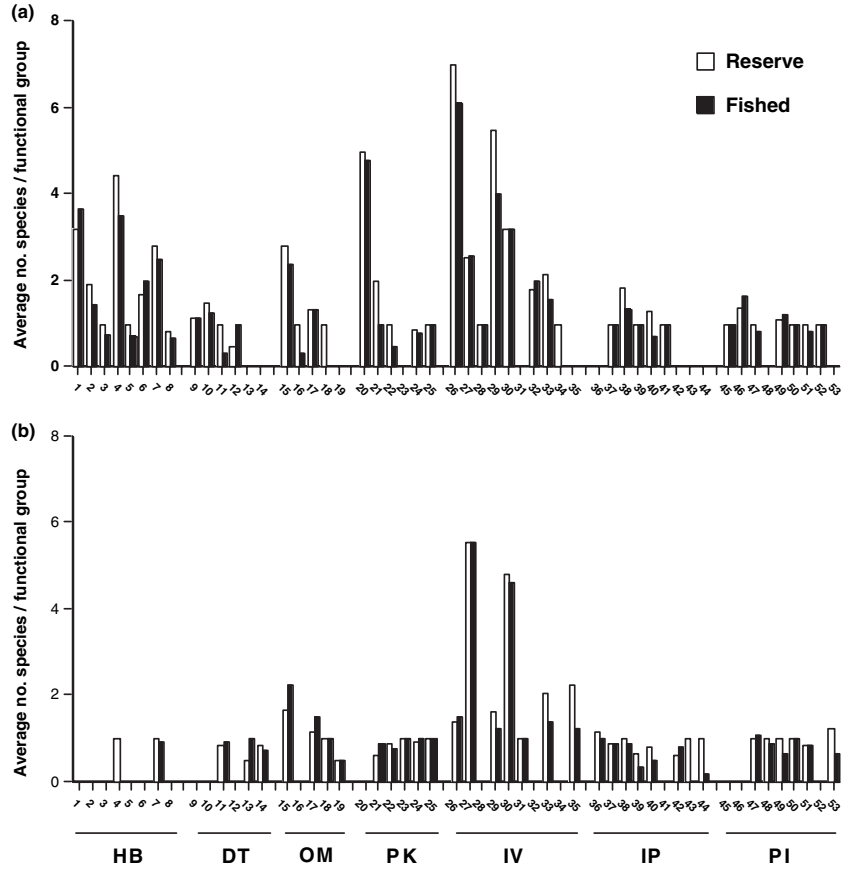 (a)
Average no. species / functional group
8
6
4
2
0
Reserve
Fished
1 2 3 4 5 6 7 8 9 10 11 12 13 14 15 16 17 18 19 20 21 22 23 24 25 26 27 28 29 30 31 32 33 34 35 36 37 38 39 40 41 42 43 44 45 46 47 48 49 50 51 52 53
(b)
Average no. species / functional group
8
6
4
2
0
1 2 3 4 5 6 7 8 9 10 11 12 13 14 15 16 17 18 19 20 21 22 23 24 25 26 27 28 29 30 31 32 33 34 35 36 37 38 39 40 41 42 43 44 45 46 47 48 49 50 51 52 53
HB DT OM PK IV IP PI